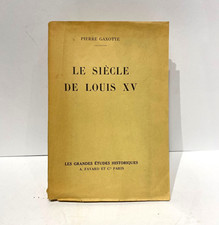 PIERRE GAXOTTE
LE SIÈCLE
DE LOUIS XV
LES GRANDES ÉTUDES HISTORIQUES
A. FAYARD ET Cie PARIS